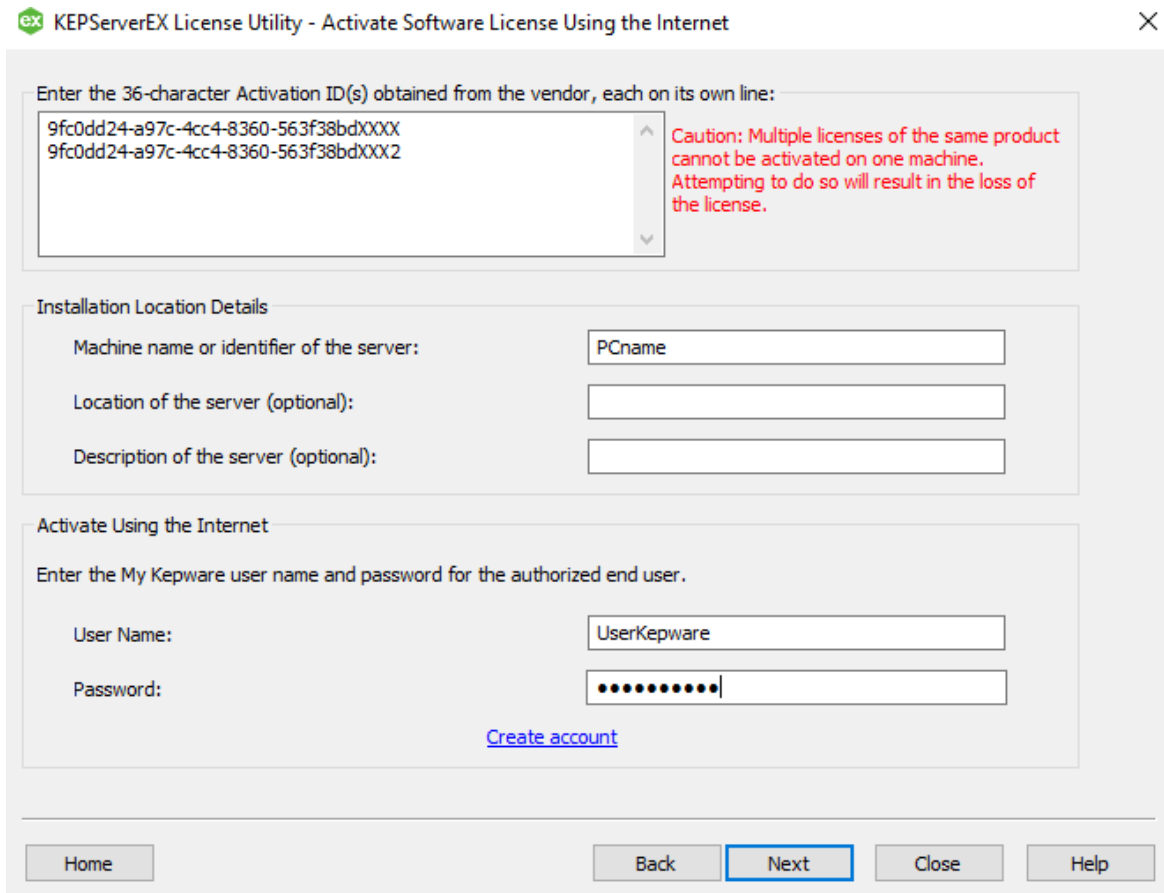 ex KEPServerEX License Utility - Activate Software License Using the Internet
Enter the 36-character Activation ID(s) obtained from the vendor, each on its own line:
9fc0dd24-a97c-4cc4-8360-563f38bdXXXX
9fc0dd24-a97c-4cc4-8360-563f38bdXXX2
Caution: Multiple licenses of the same product
cannot be activated on one machine.
Attempting to do so will result in the loss of
the license.
Installation Location Details
Machine name or identifier of the server: PCname
Location of the server (optional):
Description of the server (optional):
Activate Using the Internet
Enter the My Kepware user name and password for the authorized end user.
User Name: UserKepware
Password: ●●●●●●●●●●
Create account
Home Back Next Close Help